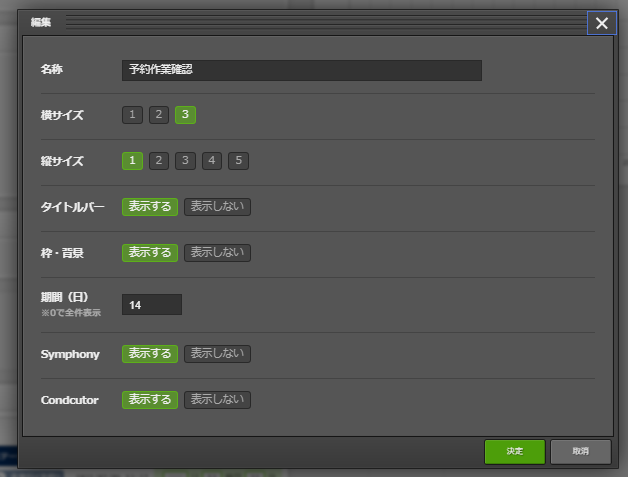 編集
名称 予約作業確認
横サイズ 1 2 3
縦サイズ 1 2 3 4 5
タイトルバー 表示する 表示しない
枠・背景 表示する 表示しない
期間（日） 14
※0で全件表示
Symphony 表示する 表示しない
Condcutor 表示する 表示しない
決定 取消